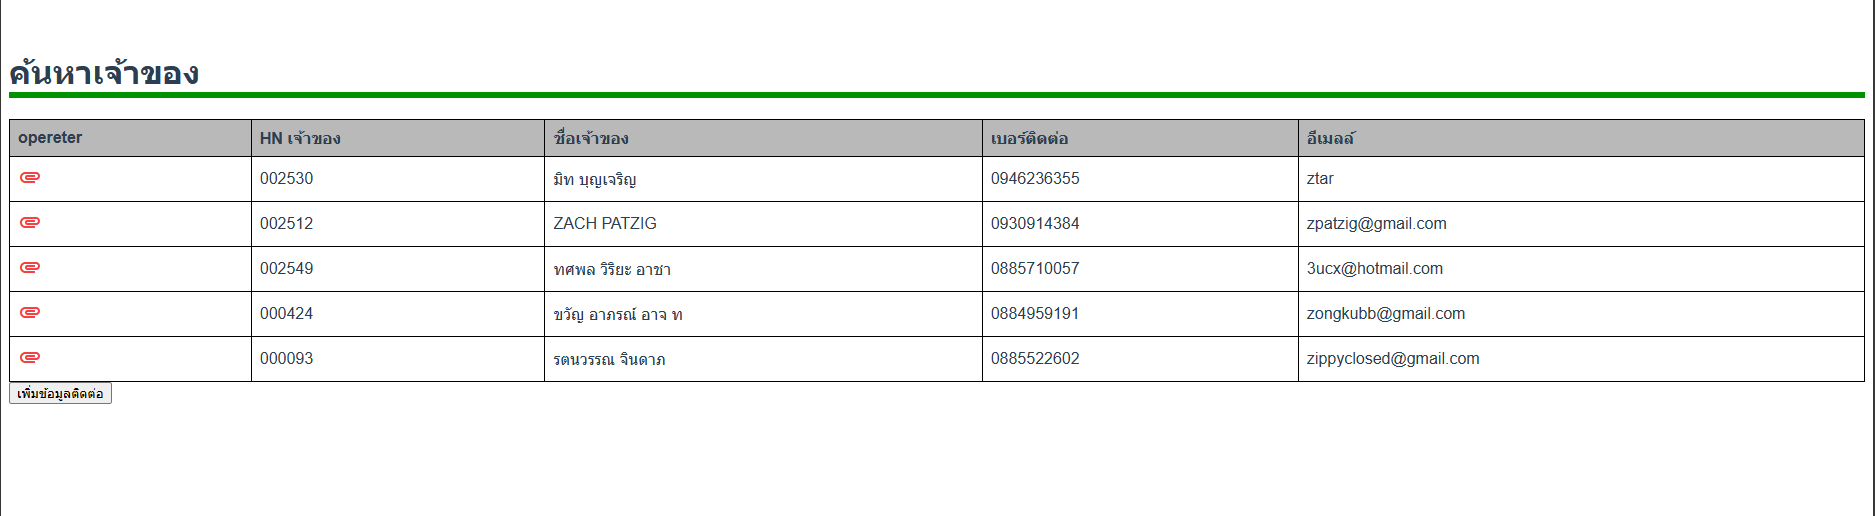 ค้นหาเจ้าของ
opereter HN เจ้าของ ชื่อเจ้าของ เบอร์ติดต่อ อีเมลล์
002530 มิท บุญเจริญ 0946236355 ztar
002512 ZACH PATZIG 0930914384 zpatzig@gmail.com
002549 ทศพล วิริยะ อาชา 0885710057 3ucx@hotmail.com
000424 ขวัญ อาภรณ์ อาจ ท 0884959191 zongkubb@gmail.com
000093 รตนวรรณ จินดาภ 0885522602 zippyclosed@gmail.com
เพิ่มข้อมูลติดต่อ